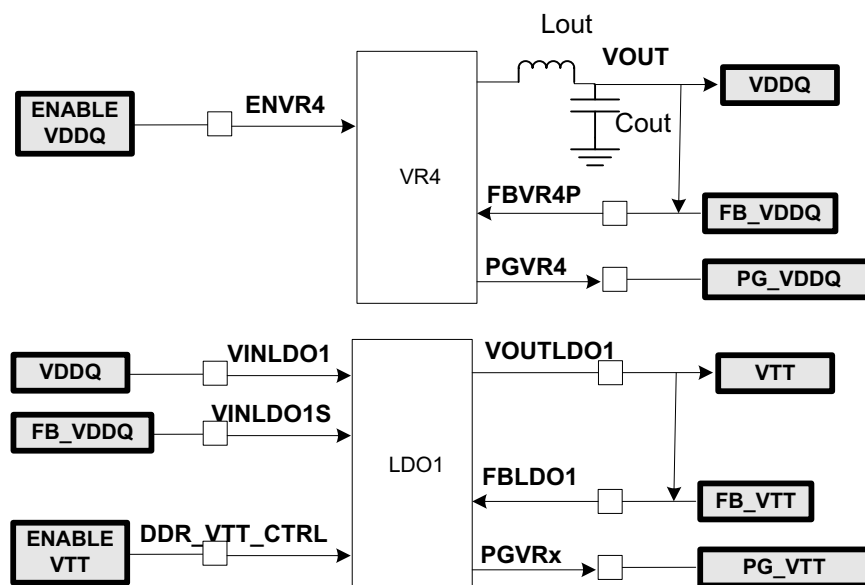 Lout
VOUT
VDDQ
ENABLE
VDDQ
ENVR4
Cout
VR4
FBVR4P
FB_VDDQ
PGVR4
PG_VDDQ
VDDQ
VINLDO1
VOUTLDO1
VTT
FB_VDDQ
VINLDO1S
LDO1
FBLDO1
FB_VTT
ENABLE
VTT
DDR_VTT_CTRL
PGVRx
PG_VTT